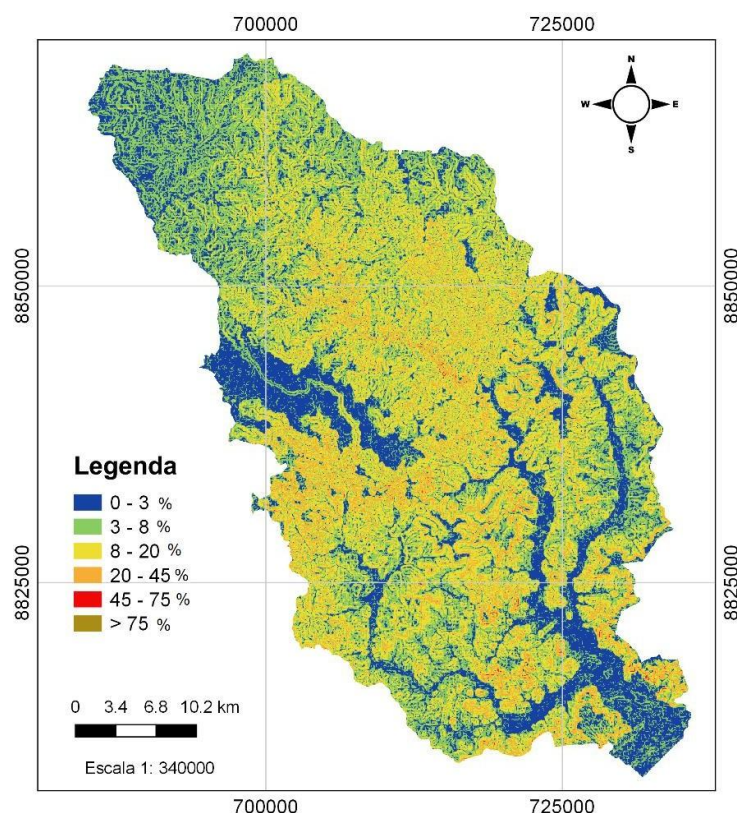 700000 725000
N
W E
S
8850000 8850000
Legenda
0 - 3 %
3 - 8 %
8 - 20 %
20 - 45 %
45 - 75 %
> 75 %
8825000 8825000
0 3.4 6.8 10.2 km
Escala 1: 340000
700000 725000